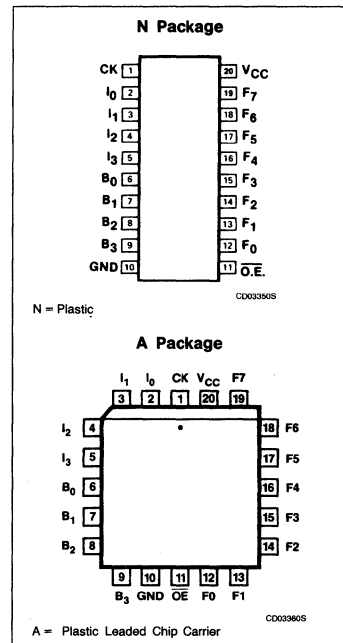 N Package
CK 1 20 VCC
I0 2 19 F7
I1 3 18 F6
I2 4 17 F5
I3 5 16 F4
B0 6 15 F3
B1 7 14 F2
B2 8 13 F1
B3 9 12 F0
GND 10 11 O.E.
CD03350S
N = Plastic
A Package
I1 I0 CK VCC F7
3 2 1 20 19
I2 4 18 F6
I3 5 17 F5
B0 6 16 F4
B1 7 15 F3
B2 8 14 F2
9 10 11 12 13
B3 GND OE F0 F1
CD03360S
A = Plastic Leaded Chip Carrier